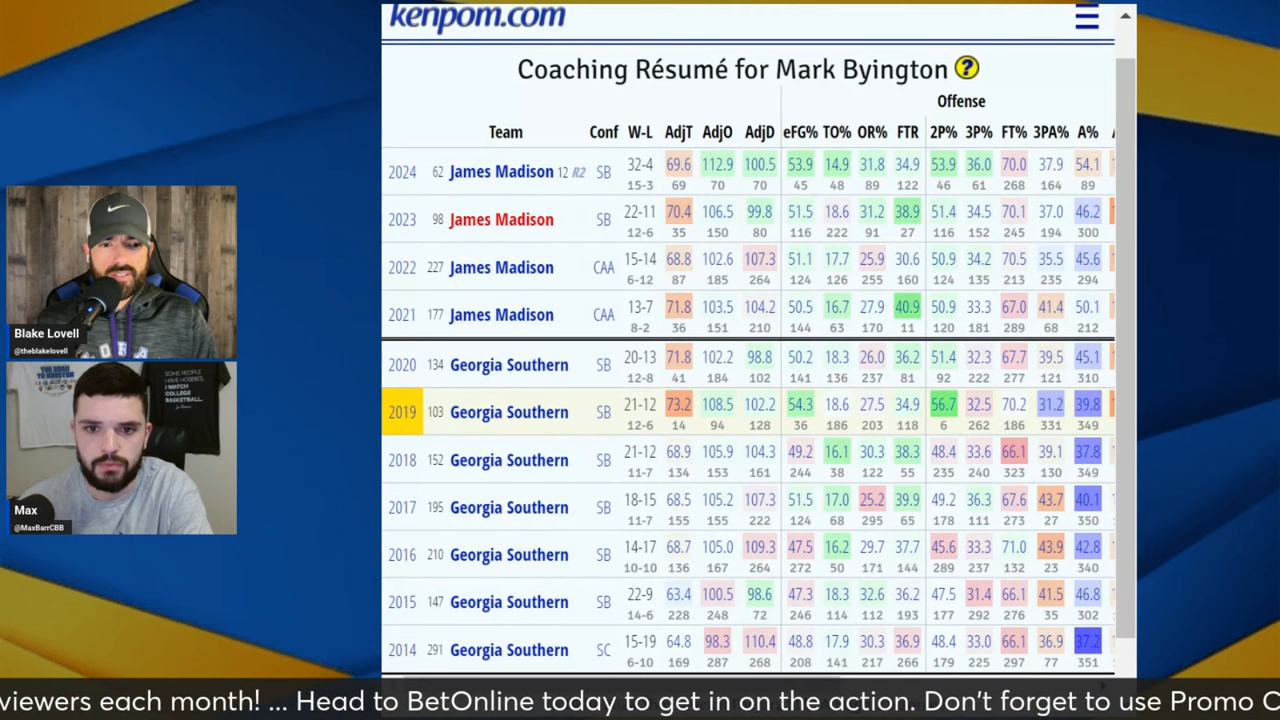 kenpom.com
Coaching Résumé for Mark Byington ?
Offense
Team Conf W-L AdjT AdjO AdjD eFG% TO% OR% FTR 2P% 3P% FT% 3PA% A%
2024 62 James Madison 12 R2 SB 32-4 69.6 112.9 100.5 53.9 14.9 31.8 34.9 53.9 36.0 70.0 37.9 54.1
15-3 69 70 70 45 48 89 122 46 61 268 164 89
2023 98 James Madison SB 22-11 70.4 106.5 99.8 51.5 18.6 31.2 38.9 51.4 34.5 70.1 37.0 46.2
12-6 35 150 80 116 222 91 27 116 152 245 194 300
2022 227 James Madison CAA 15-14 68.8 102.6 107.3 51.1 17.7 25.9 30.6 50.9 34.2 70.5 35.5 45.6
6-12 87 185 264 124 126 255 160 124 135 213 235 294
2021 177 James Madison CAA 13-7 71.8 103.5 104.2 50.5 16.7 27.9 40.9 50.9 33.3 67.0 41.4 50.1
8-2 36 151 210 144 63 170 11 120 181 289 68 212
2020 134 Georgia Southern SB 20-13 71.8 102.2 98.8 50.2 18.3 26.0 36.2 51.4 32.3 67.7 39.5 45.1
12-8 41 184 102 141 136 237 81 92 222 277 121 310
2019 103 Georgia Southern SB 21-12 73.2 108.5 102.2 54.3 18.6 27.5 34.9 56.7 32.5 70.2 31.2 39.8
12-6 14 94 128 36 186 203 118 6 262 186 331 349
2018 152 Georgia Southern SB 21-12 68.9 105.9 104.3 49.2 16.1 30.3 38.3 48.4 33.6 66.1 39.1 37.8
11-7 134 153 161 244 38 122 55 235 240 323 130 349
2017 195 Georgia Southern SB 18-15 68.5 105.2 107.3 51.5 17.0 25.2 39.9 49.2 36.3 67.6 43.7 40.1
11-7 155 155 222 124 68 295 65 178 111 273 27 350
2016 210 Georgia Southern SB 14-17 68.7 105.0 109.3 47.5 16.2 29.7 37.7 45.6 33.3 71.0 43.9 42.8
10-10 136 167 264 272 50 171 144 289 237 132 23 340
2015 147 Georgia Southern SB 22-9 63.4 100.5 98.6 47.3 18.3 32.6 36.2 47.5 31.4 66.1 41.5 46.8
14-6 228 248 72 246 114 112 193 177 292 276 35 302
2014 291 Georgia Southern SC 15-19 64.8 98.3 110.4 48.8 17.9 30.3 36.9 48.4 33.0 66.1 36.9 37.2
6-10 169 287 268 208 141 217 266 179 225 297 77 351
Blake Lovell
@theblakelovell
SOME PEOPLE
HAVE HOBBIES.
I WATCH
COLLEGE
BASKETBALL.
Max
@MaxBarrCBB
viewers each month! ... Head to BetOnline today to get in on the action. Don't forget to use Promo C